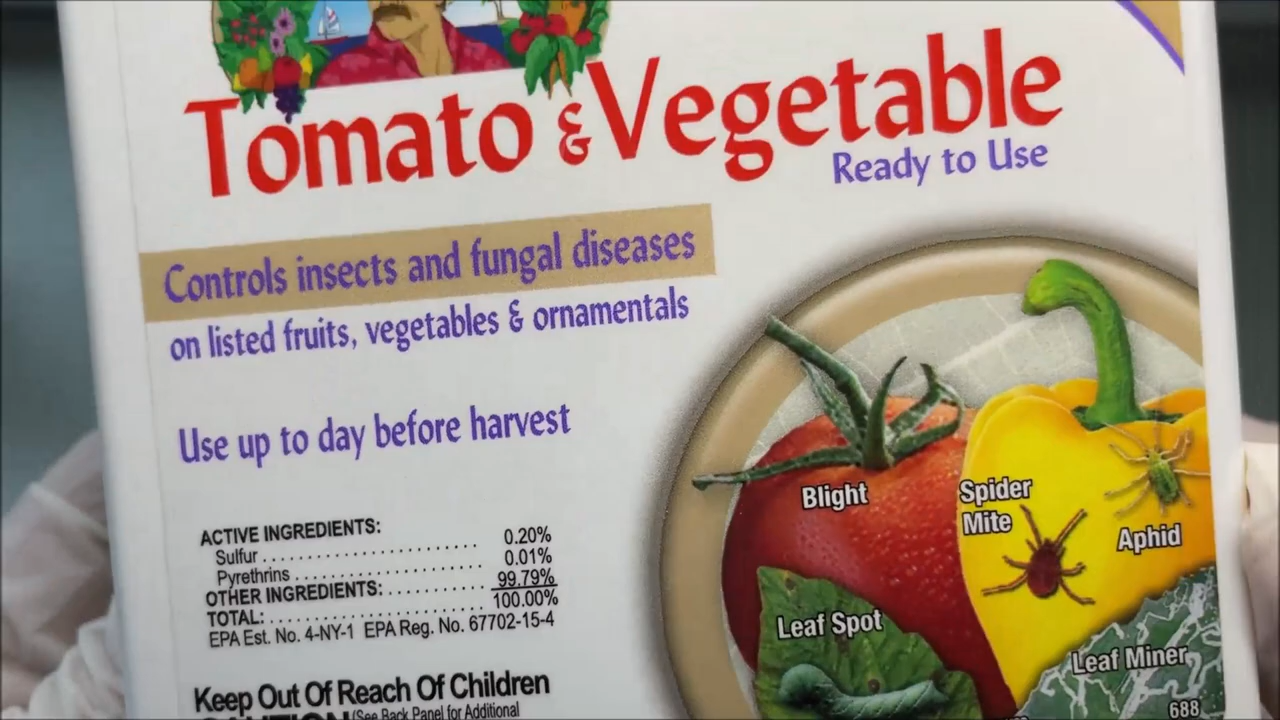 Tomato & Vegetable
Ready to Use
Controls insects and fungal diseases
on listed fruits, vegetables & ornamentals
Use up to day before harvest
ACTIVE INGREDIENTS:
Sulfur ............................ 0.20%
Pyrethrins ........................ 0.01%
OTHER INGREDIENTS: .......... 99.79%
TOTAL: ............................ 100.00%
EPA Est. No. 4-NY-1 EPA Reg. No. 67702-15-4
Keep Out Of Reach Of Children
CAUTION (See Back Panel for Additional
Blight
Spider
Mite
Aphid
Leaf Spot
Leaf Miner
688